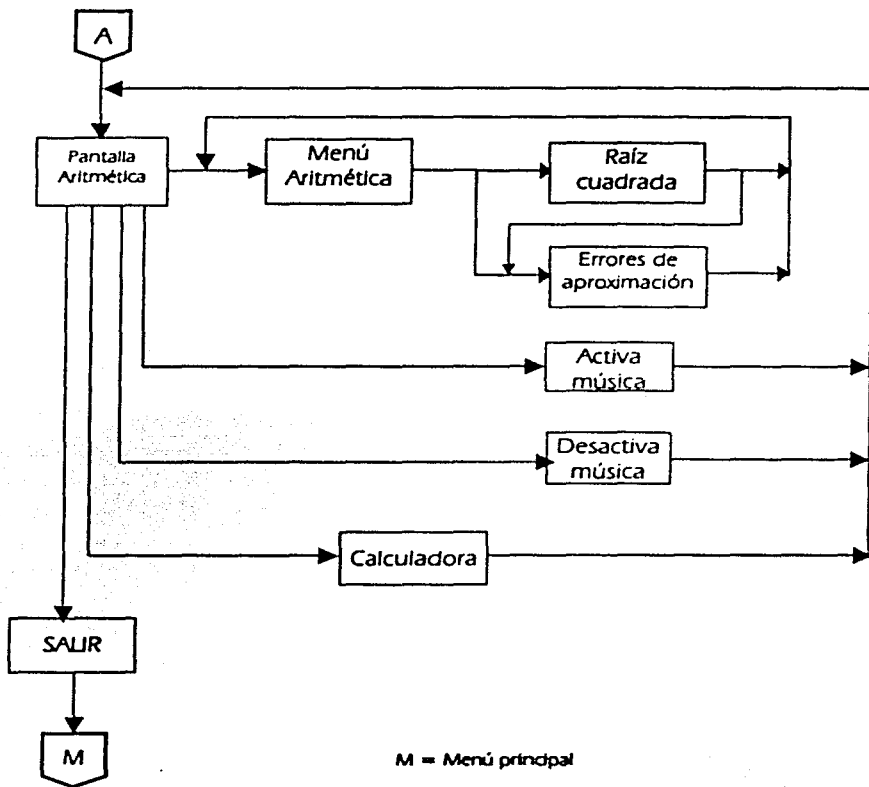 A
Pantalla
Aritmética
Menú
Aritmética
Raíz
cuadrada
Errores de
aproximación
Activa
música
Desactiva
música
Calculadora
SALIR
M
M = Menú principal